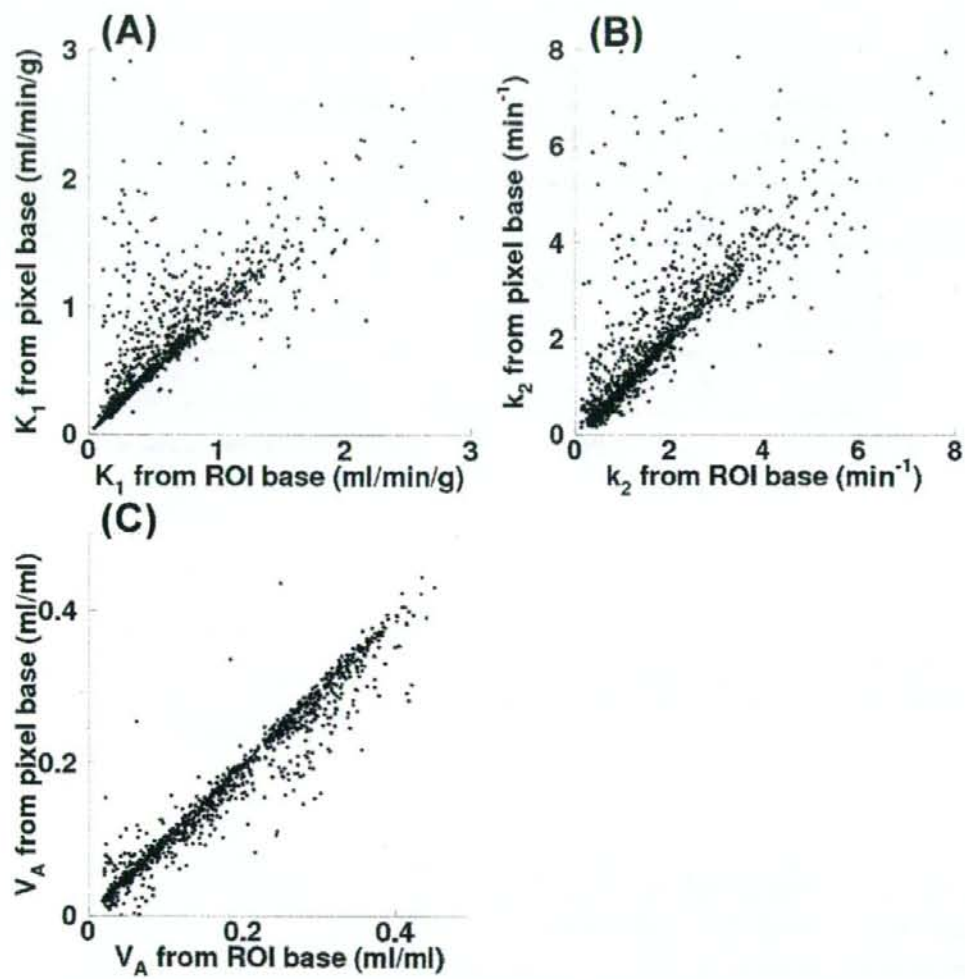 (A)
3
2
1
0
0 1 2 3
K₁ from pixel base (ml/min/g)
K₁ from ROI base (ml/min/g)
(B)
8
6
4
2
0
0 2 4 6 8
k₂ from pixel base (min⁻¹)
k₂ from ROI base (min⁻¹)
(C)
0.4
0.2
0
0 0.2 0.4
V_A from pixel base (ml/ml)
V_A from ROI base (ml/ml)